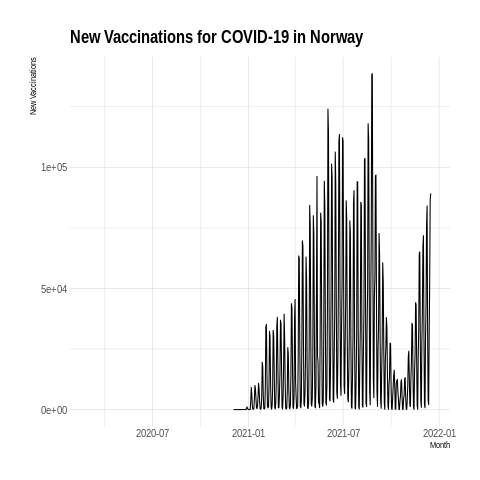 New Vaccinations for COVID-19 in Norway
New Vaccinations
1e+05
5e+04
0e+00
2020-07
2021-01
2021-07
2022-01
Month